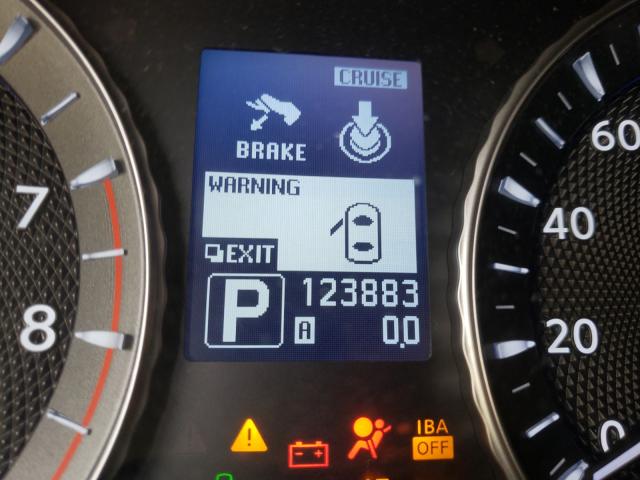 CRUISE
BRAKE
WARNING
EXIT
P
123883
A 0.0
7
8
60
40
20
0
IBA
OFF